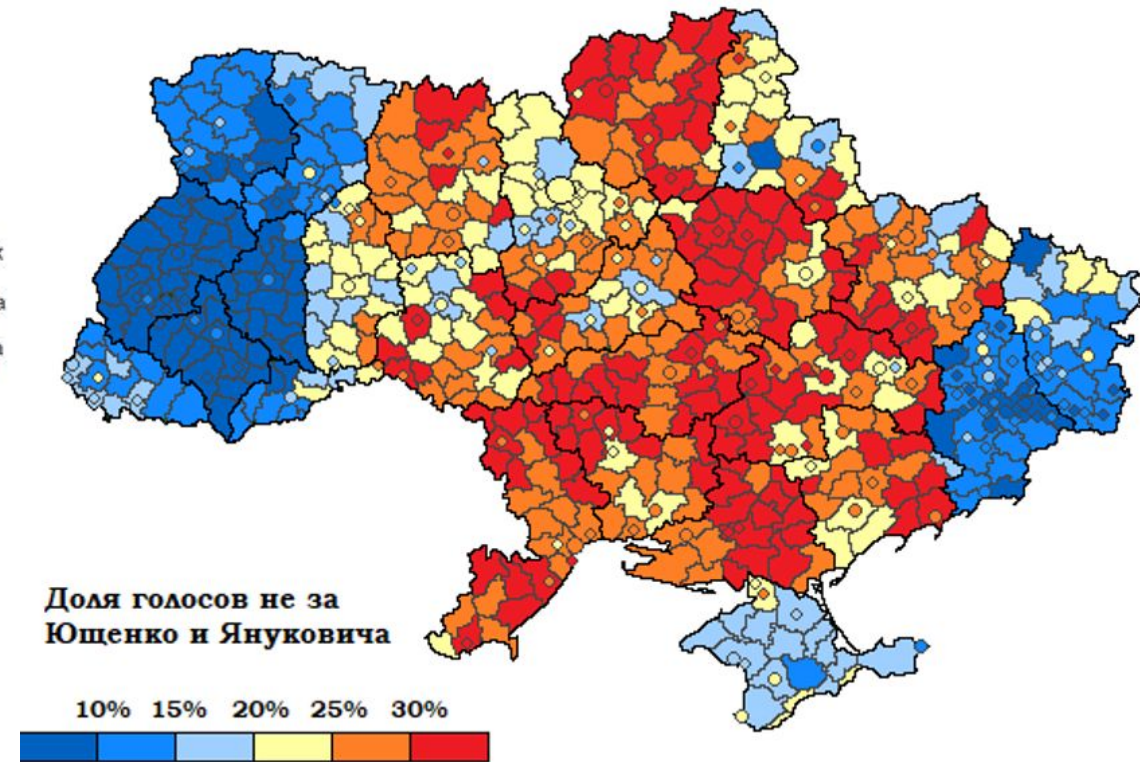 к
а
а
Доля голосов не за
Ющенко и Януковича
10% 15% 20% 25% 30%